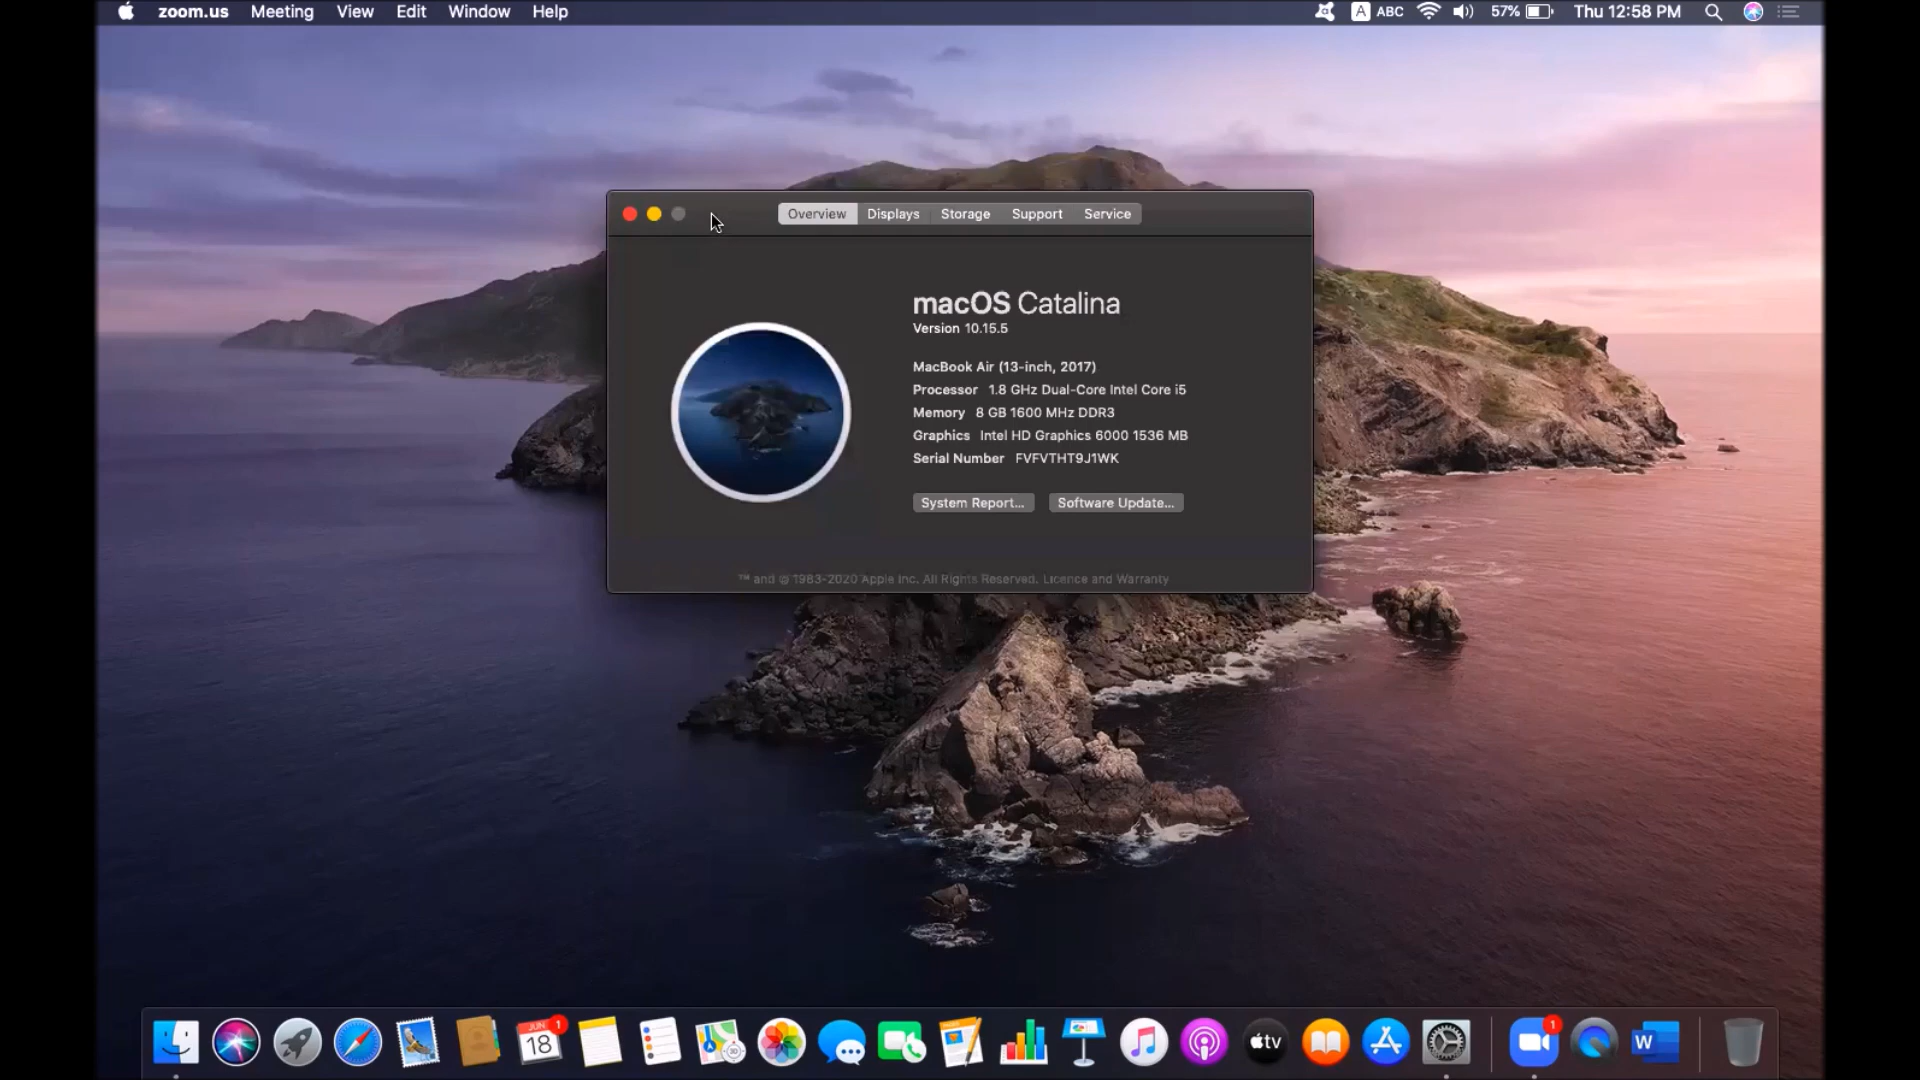 zoom.us Meeting View Edit Window Help
A ABC 57% Thu 12:58 PM
Overview Displays Storage Support Service
macOS Catalina
Version 10.15.5
MacBook Air (13-inch, 2017)
Processor 1.8 GHz Dual-Core Intel Core i5
Memory 8 GB 1600 MHz DDR3
Graphics Intel HD Graphics 6000 1536 MB
Serial Number FVFVTHT9J1WK
System Report... Software Update...
™ and © 1983-2020 Apple Inc. All Rights Reserved. Licence and Warranty
JUN 18 1
tv
1
W